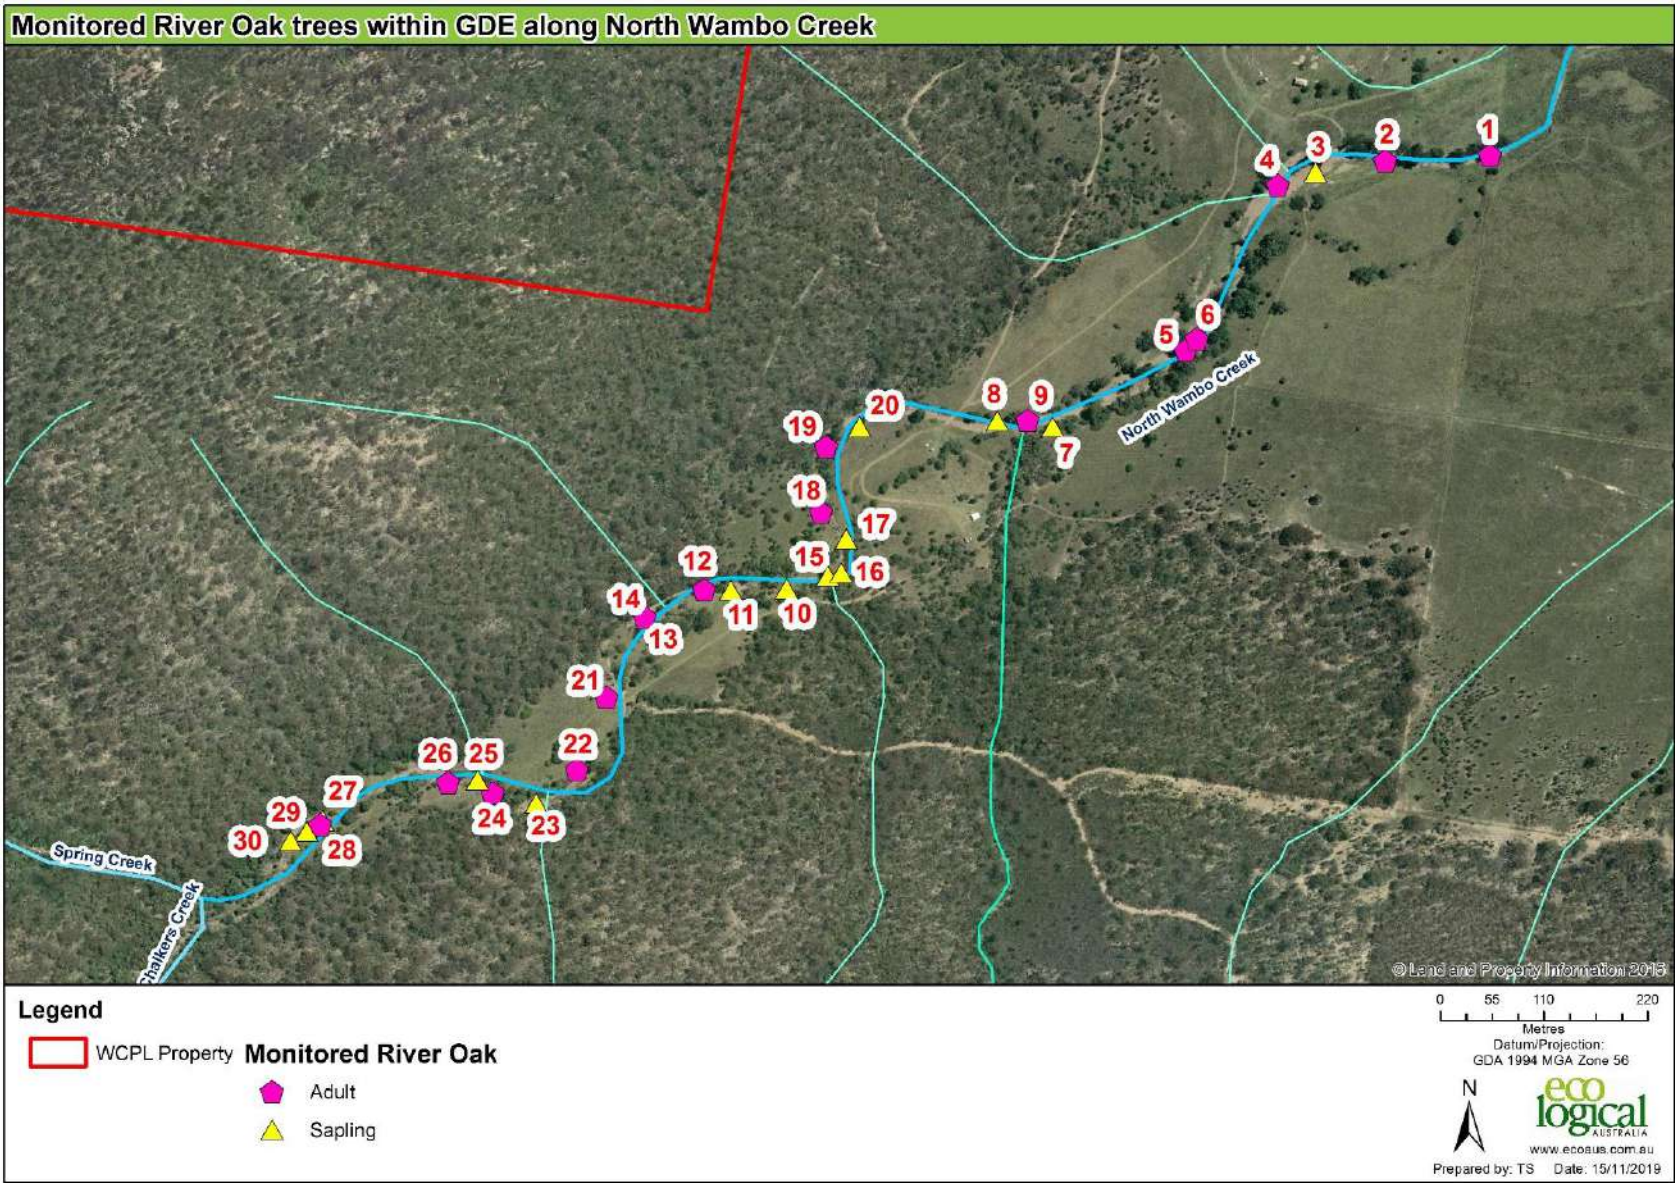 Monitored River Oak trees within GDE along North Wambo Creek
1
2
3
4
6
5
8
9
20
19
7
North Wambo Creek
18
17
15
16
12
14
11
10
13
21
22
26
25
27
29
24
23
30
28
Spring Creek
Chalkers Creek
© Land and Property Information 2015
Legend
WCPL Property
Monitored River Oak
Adult
Sapling
0 55 110 220
Metres
Datum/Projection:
GDA 1994 MGA Zone 56
N
eco
logical
AUSTRALIA
www.ecoaus.com.au
Prepared by: TS Date: 15/11/2019